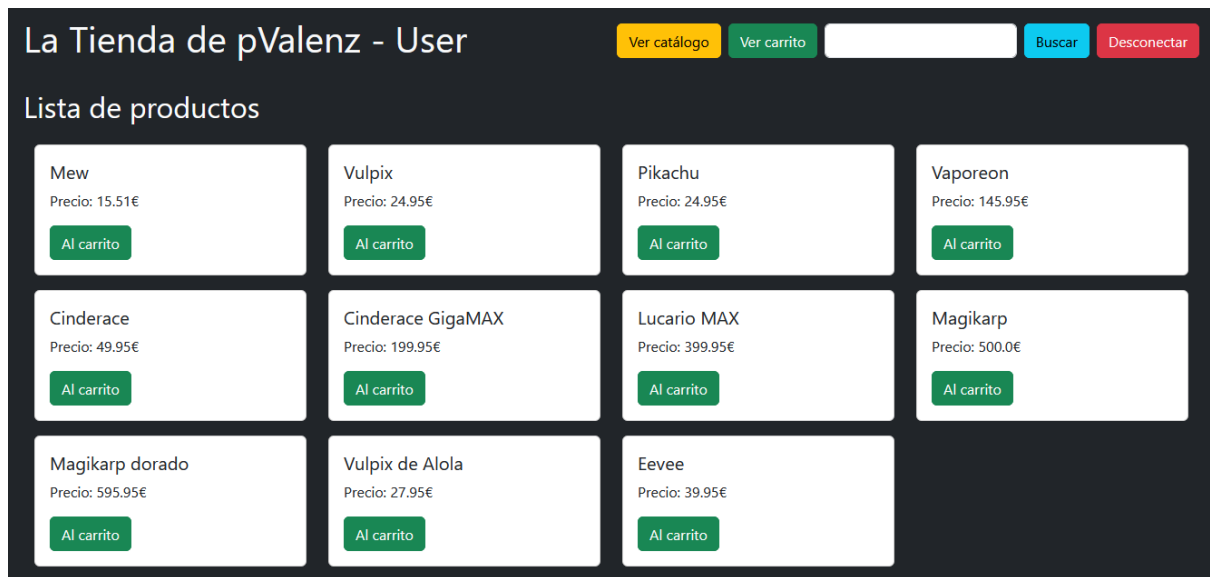 La Tienda de pValenz - User
Ver catálogo
Ver carrito
Buscar
Desconectar
Lista de productos
Mew
Precio: 15.51€
Al carrito
Vulpix
Precio: 24.95€
Al carrito
Pikachu
Precio: 24.95€
Al carrito
Vaporeon
Precio: 145.95€
Al carrito
Cinderace
Precio: 49.95€
Al carrito
Cinderace GigaMAX
Precio: 199.95€
Al carrito
Lucario MAX
Precio: 399.95€
Al carrito
Magikarp
Precio: 500.0€
Al carrito
Magikarp dorado
Precio: 595.95€
Al carrito
Vulpix de Alola
Precio: 27.95€
Al carrito
Eevee
Precio: 39.95€
Al carrito